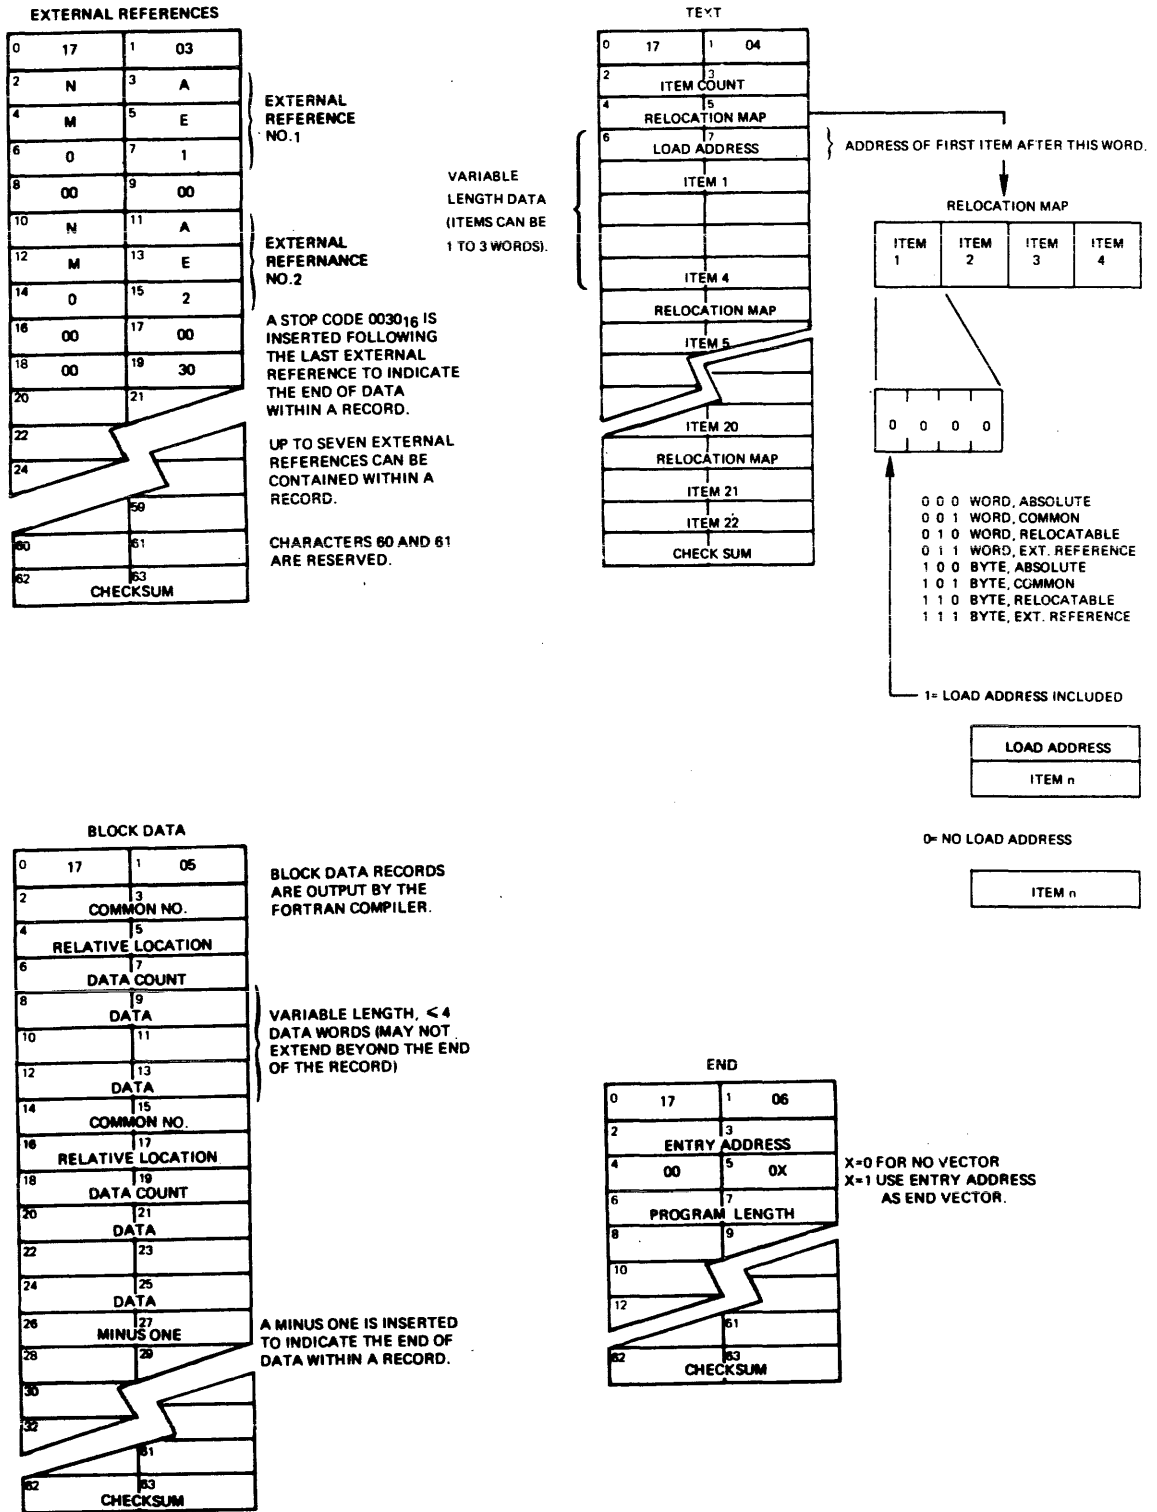 EXTERNAL REFERENCES
0 17 1 03
2 N 3 A
4 M 5 E
6 0 7 1
8 00 9 00
10 N 11 A
12 M 13 E
14 0 15 2
16 00 17 00
18 00 19 30
20 21
22
24
59
60 61
62 63
CHECKSUM
EXTERNAL
REFERENCE
NO.1
EXTERNAL
REFERNANCE
NO.2
A STOP CODE 0030₁₆ IS
INSERTED FOLLOWING
THE LAST EXTERNAL
REFERENCE TO INDICATE
THE END OF DATA
WITHIN A RECORD.
UP TO SEVEN EXTERNAL
REFERENCES CAN BE
CONTAINED WITHIN A
RECORD.
CHARACTERS 60 AND 61
ARE RESERVED.
TEXT
0 17 1 04
2 3
ITEM COUNT
4 5
RELOCATION MAP
6 7
LOAD ADDRESS
ITEM 1
ITEM 4
RELOCATION MAP
ITEM 5
ITEM 20
RELOCATION MAP
ITEM 21
ITEM 22
CHECK SUM
VARIABLE
LENGTH DATA
(ITEMS CAN BE
1 TO 3 WORDS).
ADDRESS OF FIRST ITEM AFTER THIS WORD.
RELOCATION MAP
ITEM ITEM ITEM ITEM
1 2 3 4
0 0 0 0
0 0 0 WORD, ABSOLUTE
0 0 1 WORD, COMMON
0 1 0 WORD, RELOCATABLE
0 1 1 WORD, EXT. REFERENCE
1 0 0 BYTE, ABSOLUTE
1 0 1 BYTE, COMMON
1 1 0 BYTE, RELOCATABLE
1 1 1 BYTE, EXT. REFERENCE
1= LOAD ADDRESS INCLUDED
LOAD ADDRESS
ITEM n
0= NO LOAD ADDRESS
ITEM n
BLOCK DATA
0 17 1 05
2 3
COMMON NO.
4 5
RELATIVE LOCATION
6 7
DATA COUNT
8 9
DATA
10 11
12 13
DATA
14 15
COMMON NO.
16 17
RELATIVE LOCATION
18 19
DATA COUNT
20 21
DATA
22 23
24 25
DATA
26 27
MINUS ONE
28 29
30
32
61
62 63
CHECKSUM
BLOCK DATA RECORDS
ARE OUTPUT BY THE
FORTRAN COMPILER.
VARIABLE LENGTH, ≤ 4
DATA WORDS (MAY NOT
EXTEND BEYOND THE END
OF THE RECORD)
A MINUS ONE IS INSERTED
TO INDICATE THE END OF
DATA WITHIN A RECORD.
END
0 17 1 06
2 3
ENTRY ADDRESS
4 00 5 0X
6 7
PROGRAM LENGTH
8 9
10
12
61
62 63
CHECKSUM
X=0 FOR NO VECTOR
X=1 USE ENTRY ADDRESS
AS END VECTOR.